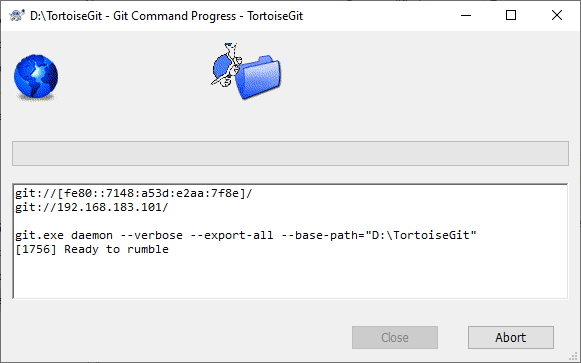 D:\TortoiseGit - Git Command Progress - TortoiseGit
git://[fe80::7148:a53d:e2aa:7f8e]/
git://192.168.183.101/
git.exe daemon --verbose --export-all --base-path="D:\TortoiseGit"
[1756] Ready to rumble
Close
Abort